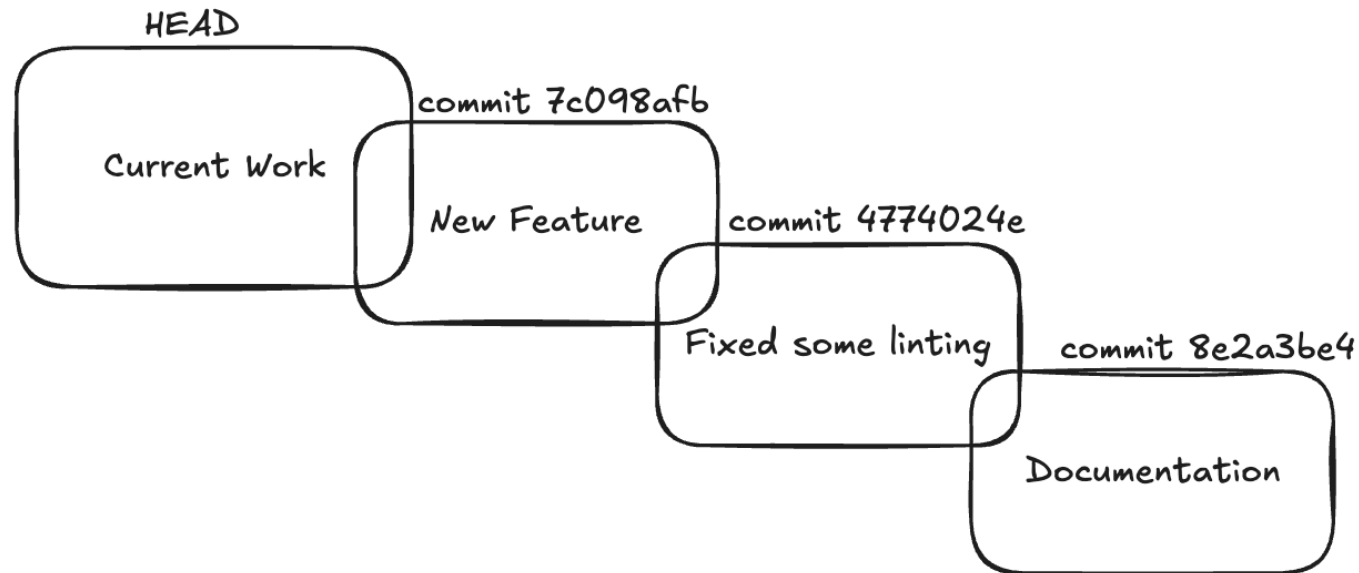 HEAD
Current Work
commit 7c098afb
New Feature
commit 4774024e
Fixed some linting
commit 8e2a3be4
Documentation